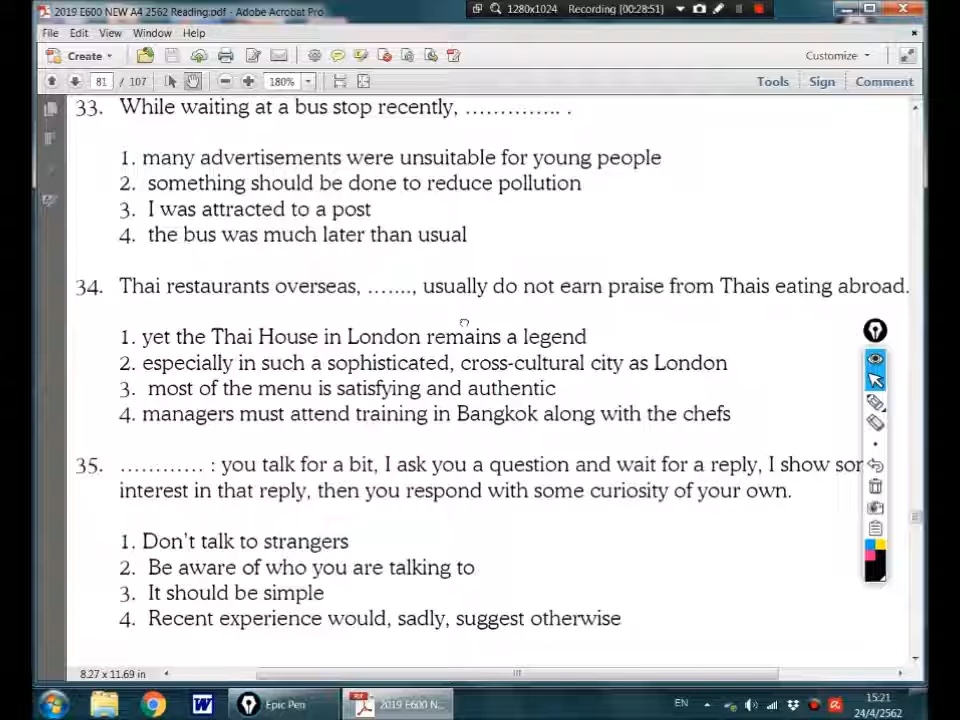 2019 E600 NEW A4 2562 Reading.pdf - Adobe Acrobat Pro
1280x1024 Recording [00:28:51]
File Edit View Window Help
Create Customize
81 / 107 180% Tools Sign Comment
33. While waiting at a bus stop recently, .............. .
1. many advertisements were unsuitable for young people
2. something should be done to reduce pollution
3. I was attracted to a post
4. the bus was much later than usual
34. Thai restaurants overseas, ........, usually do not earn praise from Thais eating abroad.
1. yet the Thai House in London remains a legend
2. especially in such a sophisticated, cross-cultural city as London
3. most of the menu is satisfying and authentic
4. managers must attend training in Bangkok along with the chefs
35. ............ : you talk for a bit, I ask you a question and wait for a reply, I show
interest in that reply, then you respond with some curiosity of your own.
1. Don't talk to strangers
2. Be aware of who you are talking to
3. It should be simple
4. Recent experience would, sadly, suggest otherwise
8.27 x 11.69 in
Epic Pen 2019 E600 N... EN 15:21
24/4/2562